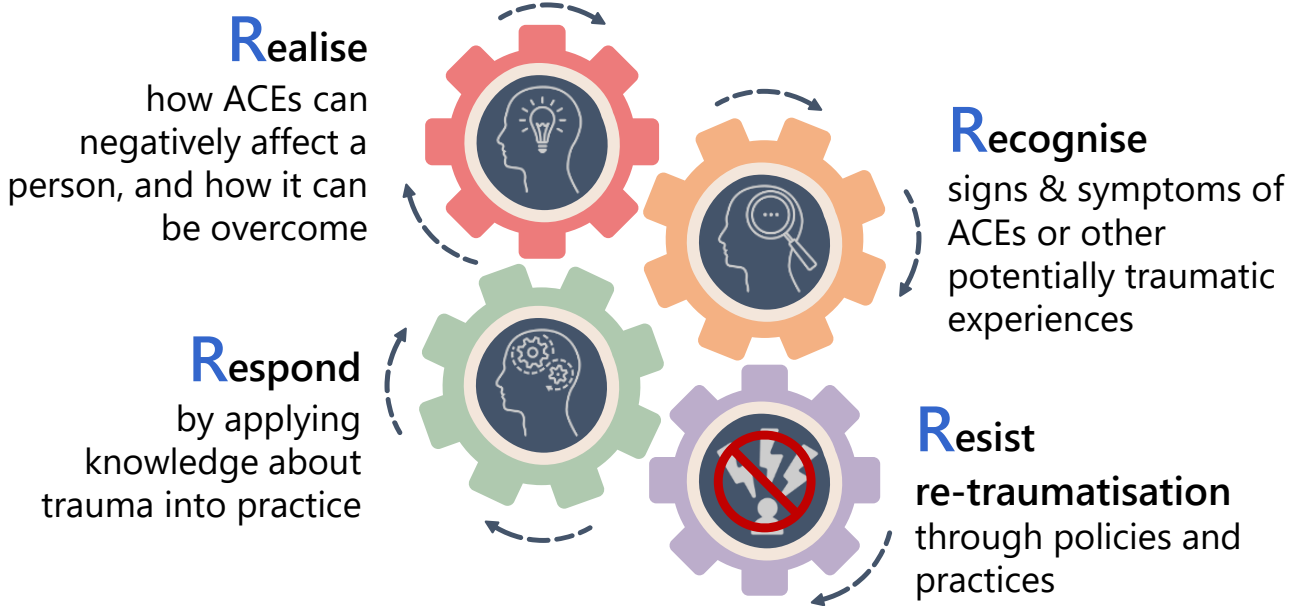 Realise
how ACEs can
negatively affect a
person, and how it can
be overcome
Recognise
signs & symptoms of
ACEs or other
potentially traumatic
experiences
Respond
by applying
knowledge about
trauma into practice
Resist
re-traumatisation
through policies and
practices